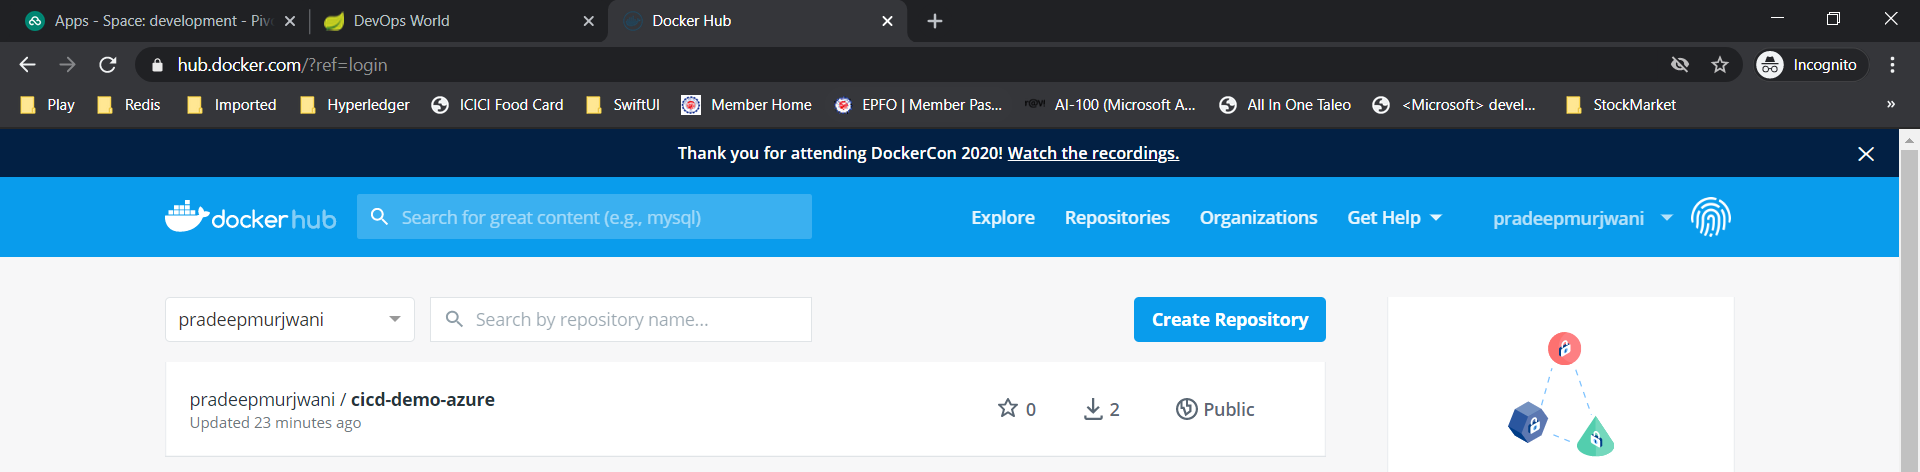 Apps - Space: development - Piv
DevOps World
Docker Hub
hub.docker.com/?ref=login
Incognito
Play
Redis
Imported
Hyperledger
ICICI Food Card
SwiftUI
Member Home
EPFO | Member Pas...
AI-100 (Microsoft A...
All In One Taleo
<Microsoft> devel...
StockMarket
»
Thank you for attending DockerCon 2020! Watch the recordings.
dockerhub
Search for great content (e.g., mysql)
Explore
Repositories
Organizations
Get Help
pradeepmurjwani
pradeepmurjwani
Search by repository name...
Create Repository
pradeepmurjwani / cicd-demo-azure
0
2
Public
Updated 23 minutes ago